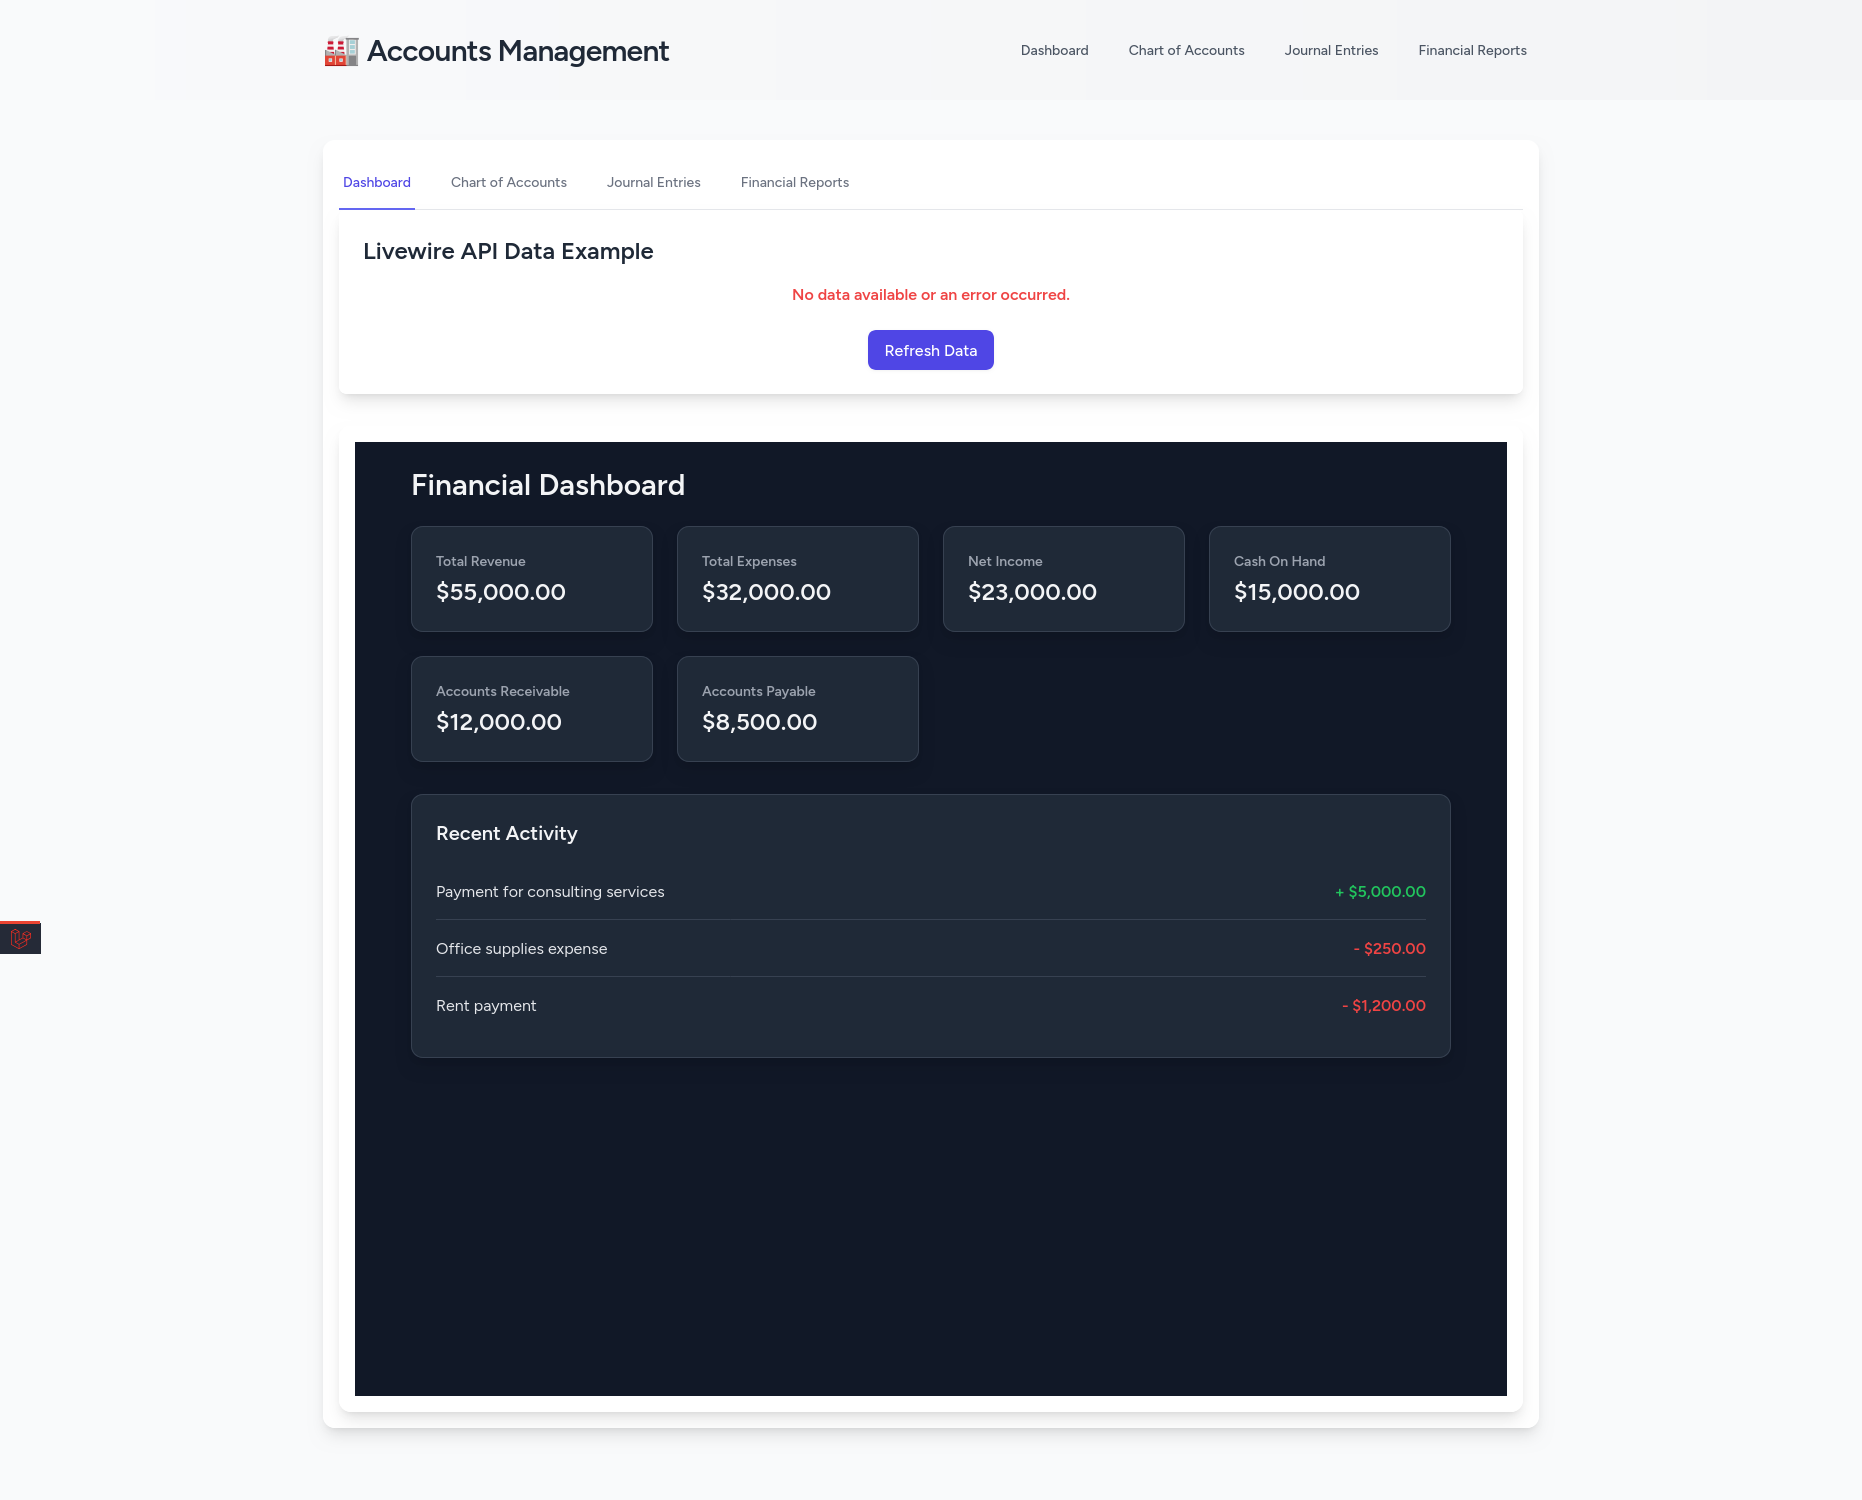 Accounts Management
Dashboard Chart of Accounts Journal Entries Financial Reports
Dashboard Chart of Accounts Journal Entries Financial Reports
Livewire API Data Example
No data available or an error occurred.
Refresh Data
Financial Dashboard
Total Revenue
$55,000.00
Total Expenses
$32,000.00
Net Income
$23,000.00
Cash On Hand
$15,000.00
Accounts Receivable
$12,000.00
Accounts Payable
$8,500.00
Recent Activity
Payment for consulting services + $5,000.00
Office supplies expense - $250.00
Rent payment - $1,200.00